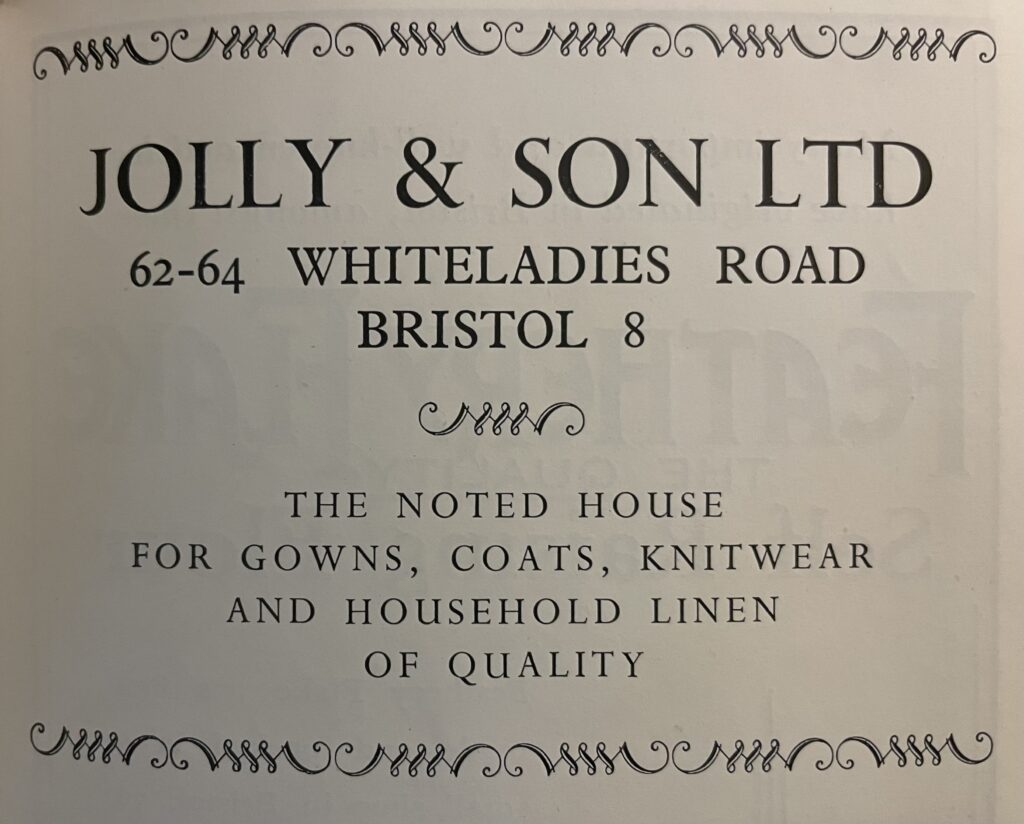 JOLLY & SON LTD
62-64 WHITELADIES ROAD
BRISTOL 8
THE NOTED HOUSE
FOR GOWNS, COATS, KNITWEAR
AND HOUSEHOLD LINEN
OF QUALITY